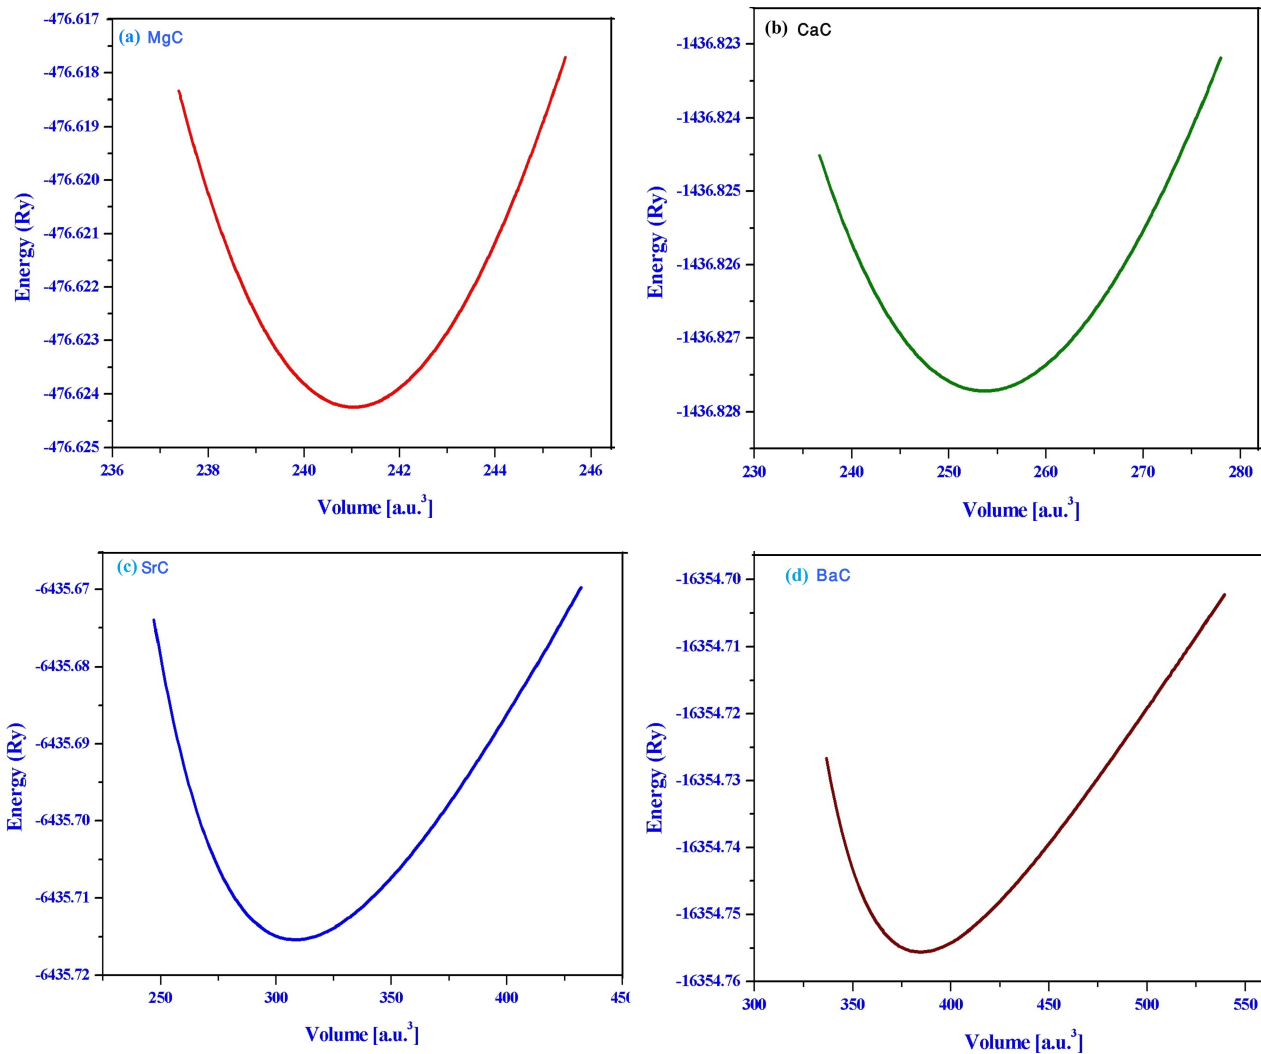 (a) MgC
-476.617
-476.618
-476.619
-476.620
-476.621
-476.622
-476.623
-476.624
-476.625
Energy (Ry)
236 238 240 242 244 246
Volume [a.u.³]
(b) CaC
-1436.823
-1436.824
-1436.825
-1436.826
-1436.827
-1436.828
Energy (Ry)
230 240 250 260 270 280
Volume [a.u.³]
(c) SrC
-6435.67
-6435.68
-6435.69
-6435.70
-6435.71
-6435.72
Energy (Ry)
250 300 350 400 450
Volume [a.u.³]
(d) BaC
-16354.70
-16354.71
-16354.72
-16354.73
-16354.74
-16354.75
-16354.76
Energy (Ry)
300 350 400 450 500 550
Volume [a.u.³]